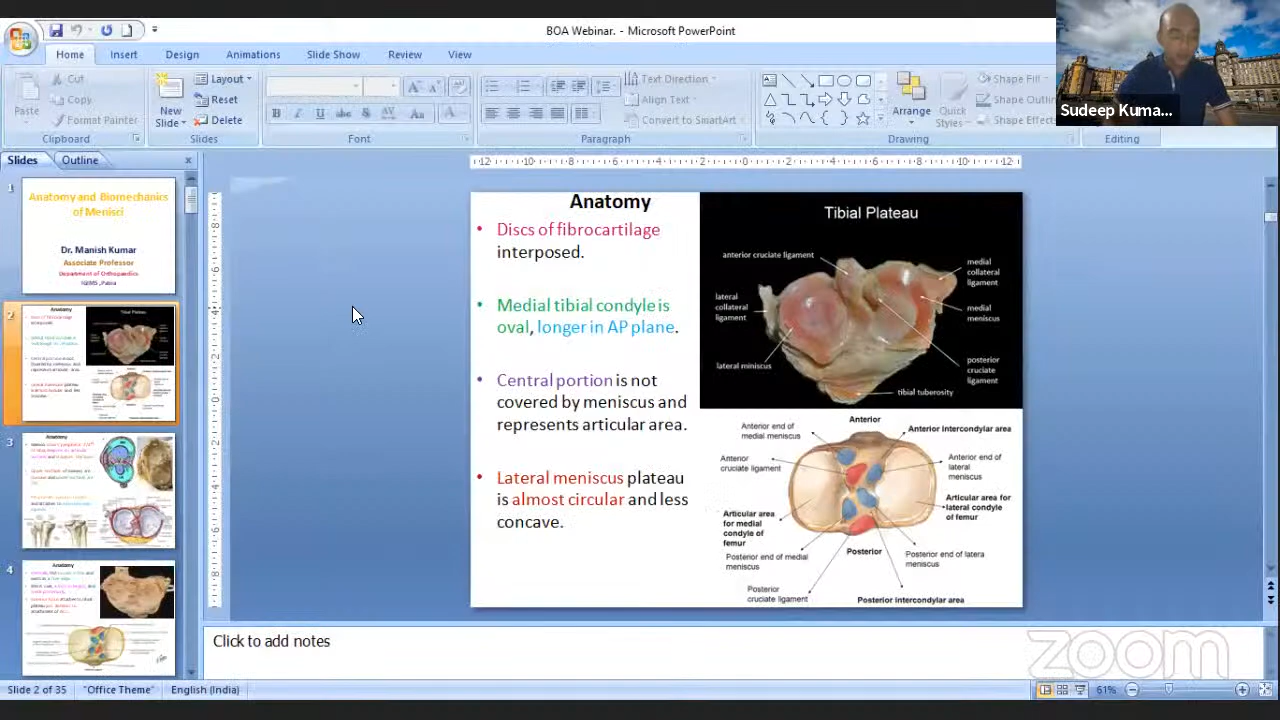 BOA Webinar. - Microsoft PowerPoint
Home Insert Design Animations Slide Show Review View
Cut
Copy
Format Painter
Paste
Clipboard
New Slide
Layout
Reset
Delete
Slides
Font
Text Direction
Align Text
Convert to SmartArt
Paragraph
Arrange
Quick Styles
Shape Fill
Shape Outline
Shape Effects
Drawing
Editing
Sudeep Kuma...
Slides Outline
1
Anatomy and Biomechanics
of Menisci
Dr. Manish Kumar
Associate Professor
Department of Orthopaedics
IGIMS, Patna
2
3
4
Anatomy
• Discs of fibrocartilage
interposed.
• Medial tibial condyle is
oval, longer in AP plane.
entral portion is not
covered by meniscus and
represents articular area.
• teral meniscus plateau
almost circular and less
concave.
Tibial Plateau
anterior cruciate ligament
medial
collateral
ligament
lateral
collateral
ligament
medial
meniscus
lateral miniscus
posterior
cruciate
ligament
tibial tuberosity
Anterior
Anterior end of
medial meniscus
Anterior intercondylar area
Anterior
cruciate ligament
Anterior end of
lateral
meniscus
Articular area for
lateral condyle
of femur
Articular area
for medial
condyle of
femur
Posterior
Posterior end of medial
meniscus
Posterior end of latera
meniscus
Posterior
cruciate ligament
Posterior intercondylar area
Click to add notes
zoom
Slide 2 of 35 "Office Theme" English (India) 61%